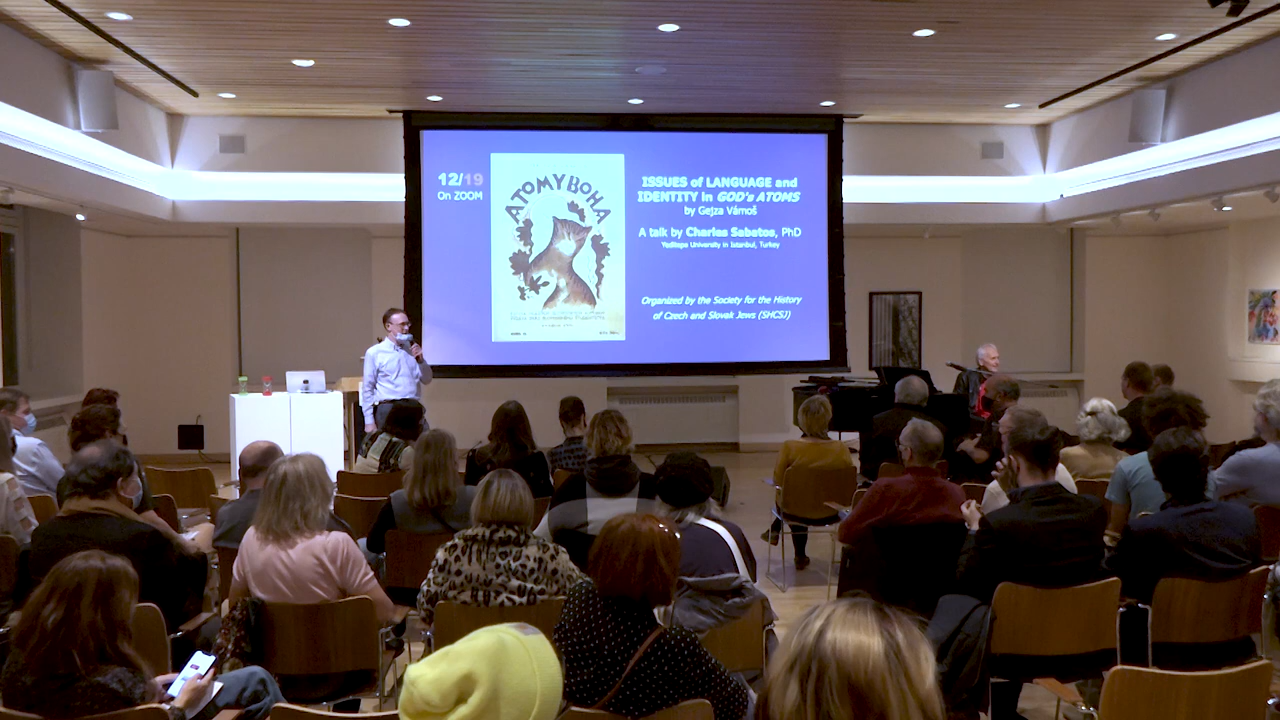 12/19
On ZOOM
ATOMY BOHA
ISSUES of LANGUAGE and
IDENTITY in GOD's ATOMS
by Gejza Vámoš
A talk by Charles Sabatos, PhD
Yeditepe University in Istanbul, Turkey
Organized by the Society for the History
of Czech and Slovak Jews (SHCSJ)